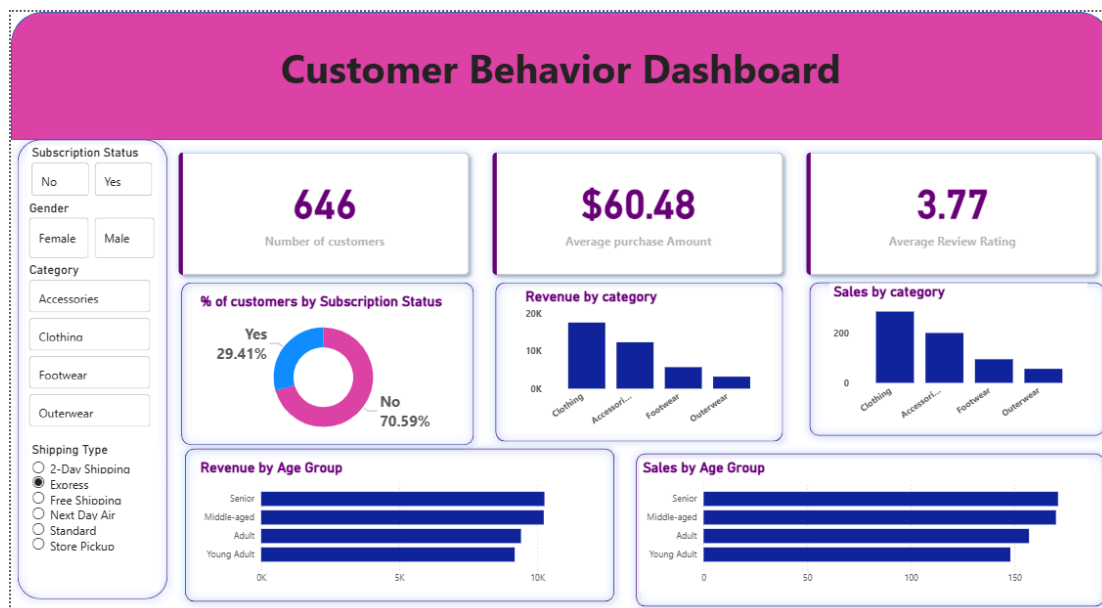 Customer Behavior Dashboard
Subscription Status
No Yes
Gender
Female Male
Category
Accessories
Clothing
Footwear
Outerwear
Shipping Type
2-Day Shipping
Express
Free Shipping
Next Day Air
Standard
Store Pickup
646
Number of customers
$60.48
Average purchase Amount
3.77
Average Review Rating
% of customers by Subscription Status
Yes
29.41%
No
70.59%
Revenue by category
20K
10K
0K
Clothing Accessori... Footwear Outerwear
Sales by category
200
0
Clothing Accessori... Footwear Outerwear
Revenue by Age Group
Senior
Middle-aged
Adult
Young Adult
0K 5K 10K
Sales by Age Group
Senior
Middle-aged
Adult
Young Adult
0 50 100 150